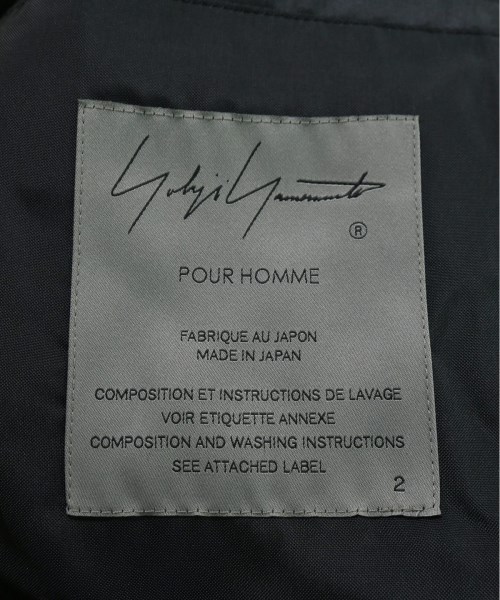 Yohji Yamamoto
®
POUR HOMME
FABRIQUE AU JAPON
MADE IN JAPAN
COMPOSITION ET INSTRUCTIONS DE LAVAGE
VOIR ETIQUETTE ANNEXE
COMPOSITION AND WASHING INSTRUCTIONS
SEE ATTACHED LABEL
2